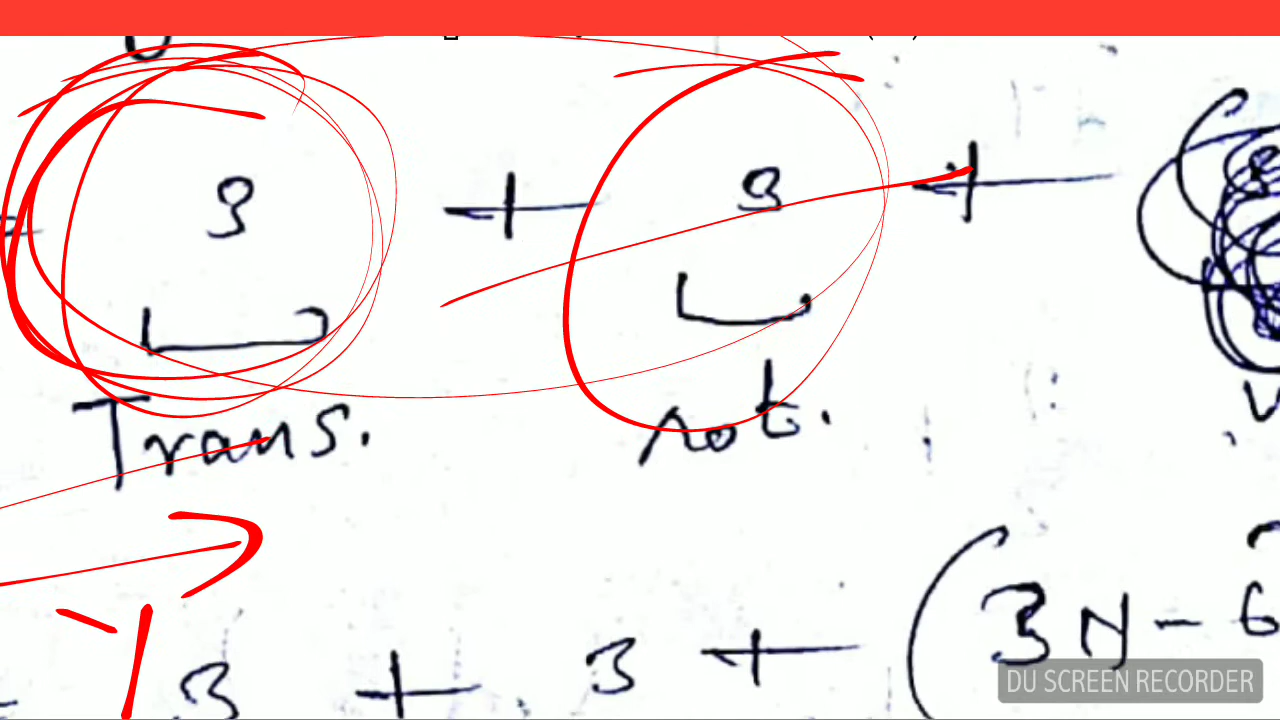 = 3 + 3 +
Trans. rot.
3 + 3 + (3N - 6
DU SCREEN RECORDER